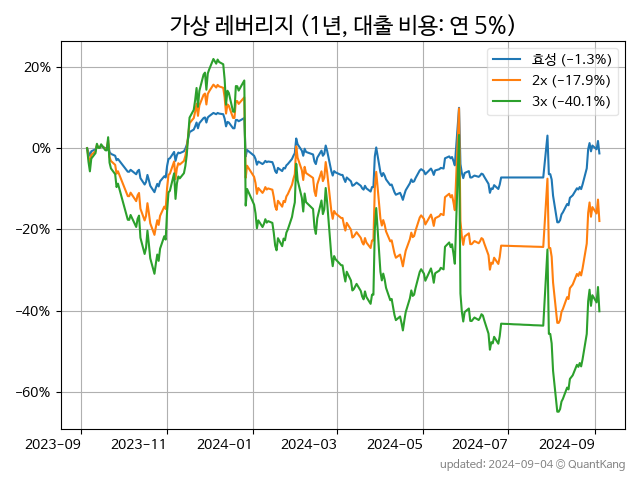 가상 레버리지 (1년, 대출 비용: 연 5%)
효성 (−1.3%)
2x (−17.9%)
3x (−40.1%)
20%
0%
−20%
−40%
−60%
2023-09 2023-11 2024-01 2024-03 2024-05 2024-07 2024-09
updated: 2024-09-04 © QuantKang